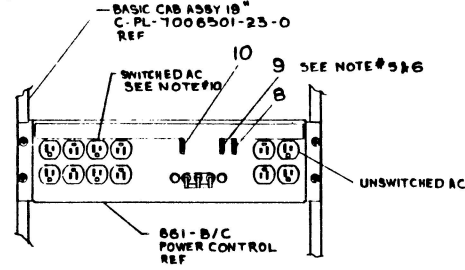 BASIC CAB ASSY 19"
C-PL-7006501-23-0
REF
10
9 SEE NOTE #5&6
8
SWITCHED AC
SEE NOTE #10
UNSWITCHED AC
861-B/C
POWER CONTROL
REF